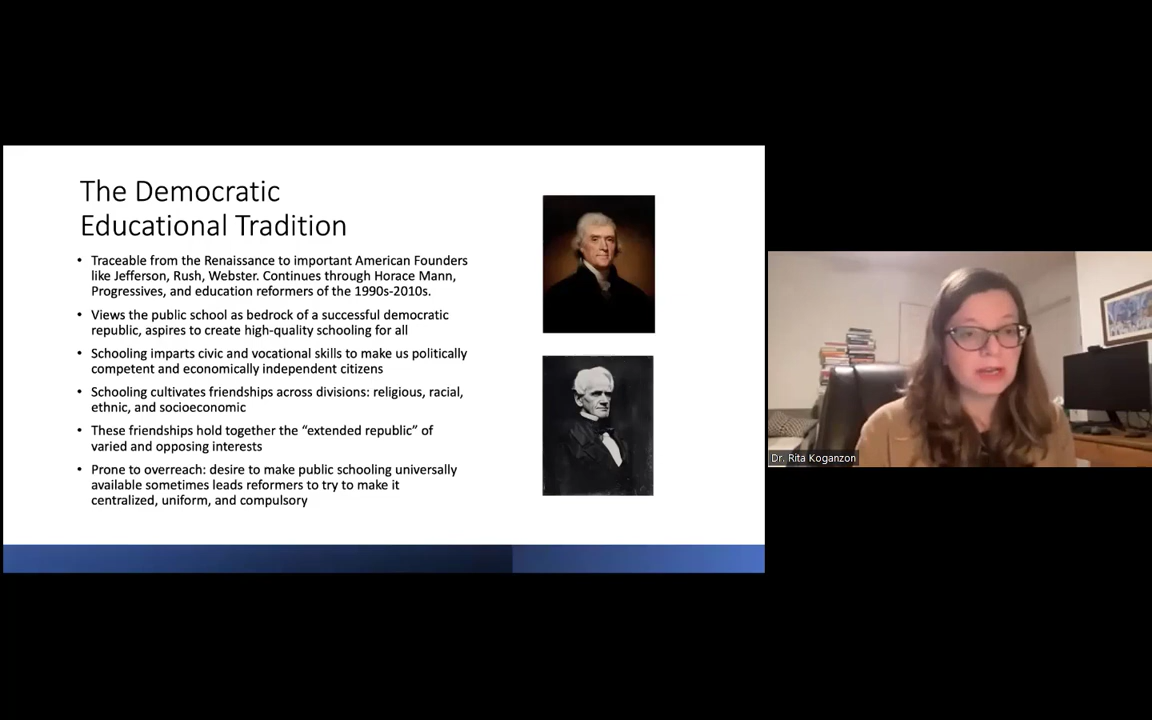 The Democratic
Educational Tradition
• Traceable from the Renaissance to important American Founders
like Jefferson, Rush, Webster. Continues through Horace Mann,
Progressives, and education reformers of the 1990s-2010s.
• Views the public school as bedrock of a successful democratic
republic, aspires to create high-quality schooling for all
• Schooling imparts civic and vocational skills to make us politically
competent and economically independent citizens
• Schooling cultivates friendships across divisions: religious, racial,
ethnic, and socioeconomic
• These friendships hold together the “extended republic” of
varied and opposing interests
• Prone to overreach: desire to make public schooling universally
available sometimes leads reformers to try to make it
centralized, uniform, and compulsory
Dr. Rita Koganzon